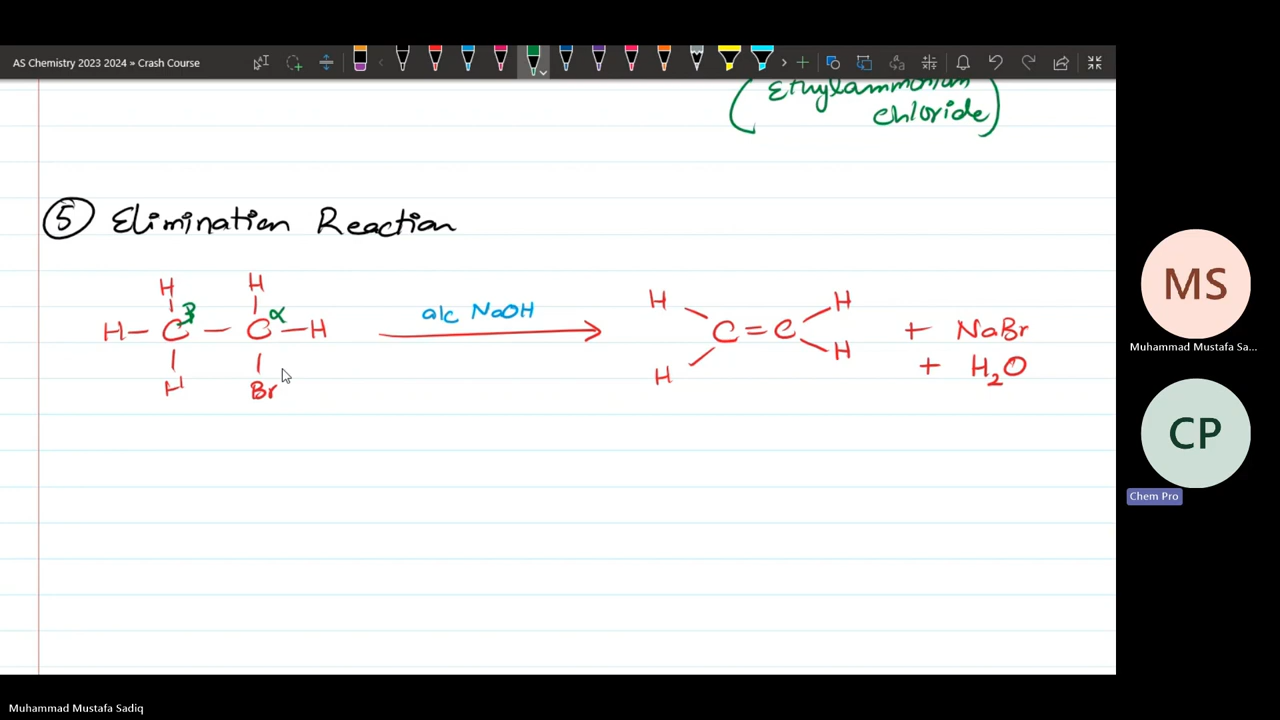 AS Chemistry 2023 2024 » Crash Course
(Ethylammonium
chloride)
⑤ Elimination Reaction
H H
H – C β – C α – H
H Br
alc NaOH
H H
C = C
H H
+ NaBr
+ H₂O
MS
Muhammad Mustafa Sa...
CP
Chem Pro
Muhammad Mustafa Sadiq